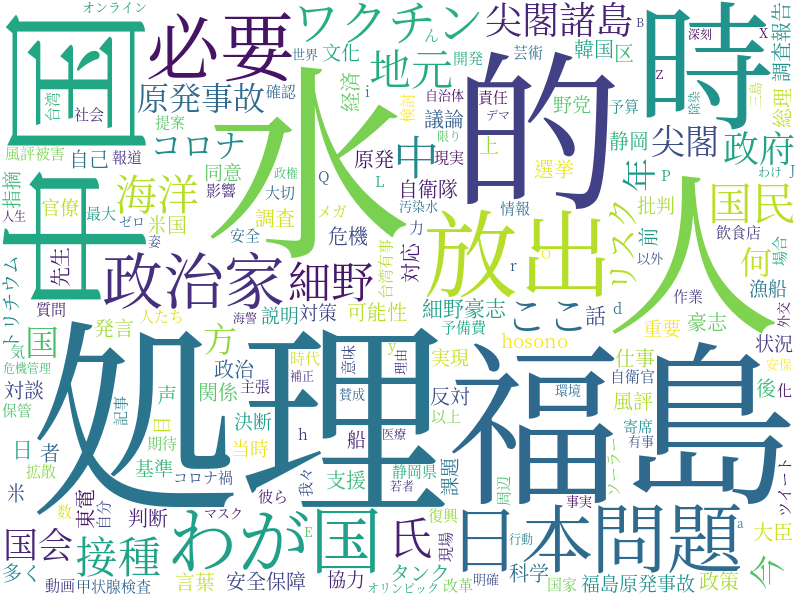 オンライン
国
必要
ワクチン
ん
尖閣諸島
時
調査報告
B
深刻
X
世界
文化
芸術
韓国
区
Z
台湾
社会
原発事故
確認
経済
地元
開発
i
自治体
責任
デマ
予算
除染
三島
総理
提案
検討
限り
野党
議論
水
的
風評被害
自己
報道
コロナ
同意
原発
中
現実
上
静岡
尖閣
政府
わけ
J
指摘
人生
官僚
最大
ゼロ
海洋
影響
政権
大切
Q
L
自衛隊
選挙
年
P
国民
米国
調査
メガ
汚染水
情報
批判
飲食店
年
先生
姿
安全
危機
力
リスク
前
場合
人
放出
o
r
何
以外
政治家
細野
台湾有事
対応
トリチウム
質問
海警
説明
対策
可能性
細野豪志
ここ
話
d
作業
漁船
外交
国
発言
人たち
方
予備費
豪志
重要
hosono
状況
気
危機管理
政治
時代
意味
理由
y
実現
仕事
安保
対談
声
関係
主張
補正
賛成
反対
環境
自衛官
後
化
処理
福島
保管
記事
目
期待
決断
以上
風評
寄席
有事
日
者
当時
h
船
医療
拡散
基準
コロナ禍
我々
支援
静岡県
若者
課題
周辺
ソーラー
ツイート
米
東電
自分
数
判断
マスク
彼ら
E
わが国
氏
復興
現場
行動
日本
事実
問題
a
大臣
国会
接種
タンク
科学
今
多く
動画
甲状腺検査
言葉
安全保障
協力
オリンピック
改革
明確
国家
福島原発事故
政策